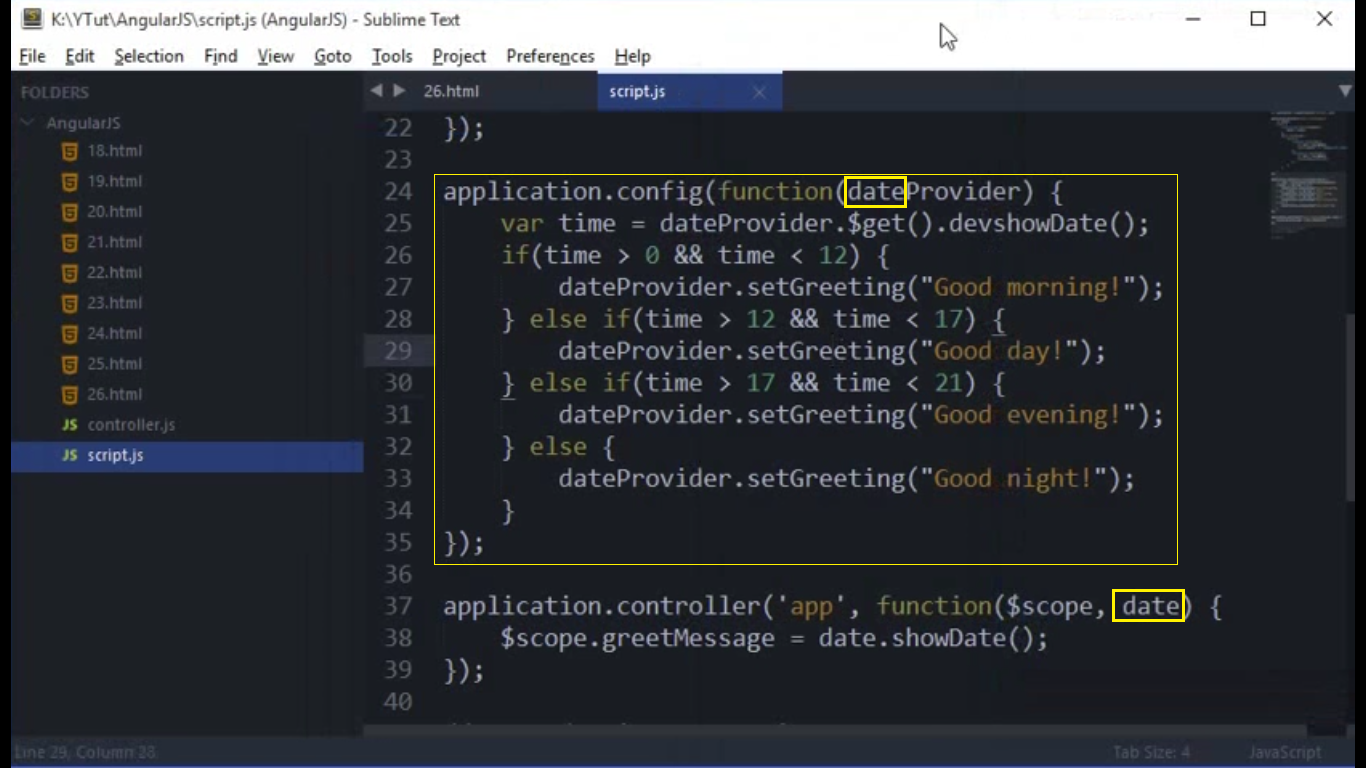 K:\YTut\AngularJS\script.js (AngularJS) - Sublime Text
File Edit Selection Find View Goto Tools Project Preferences Help
FOLDERS
AngularJS
18.html
19.html
20.html
21.html
22.html
23.html
24.html
25.html
26.html
JS controller.js
JS script.js
26.html script.js
22 });
23
24 application.config(function(dateProvider) {
25     var time = dateProvider.$get().devshowDate();
26     if(time > 0 && time < 12) {
27         dateProvider.setGreeting("Good morning!");
28     } else if(time > 12 && time < 17) {
29         dateProvider.setGreeting("Good day!");
30     } else if(time > 17 && time < 21) {
31         dateProvider.setGreeting("Good evening!");
32     } else {
33         dateProvider.setGreeting("Good night!");
34     }
35 });
36
37 application.controller('app', function($scope, date) {
38     $scope.greetMessage = date.showDate();
39 });
40
Line 29, Column 28 Tab Size: 4 JavaScript